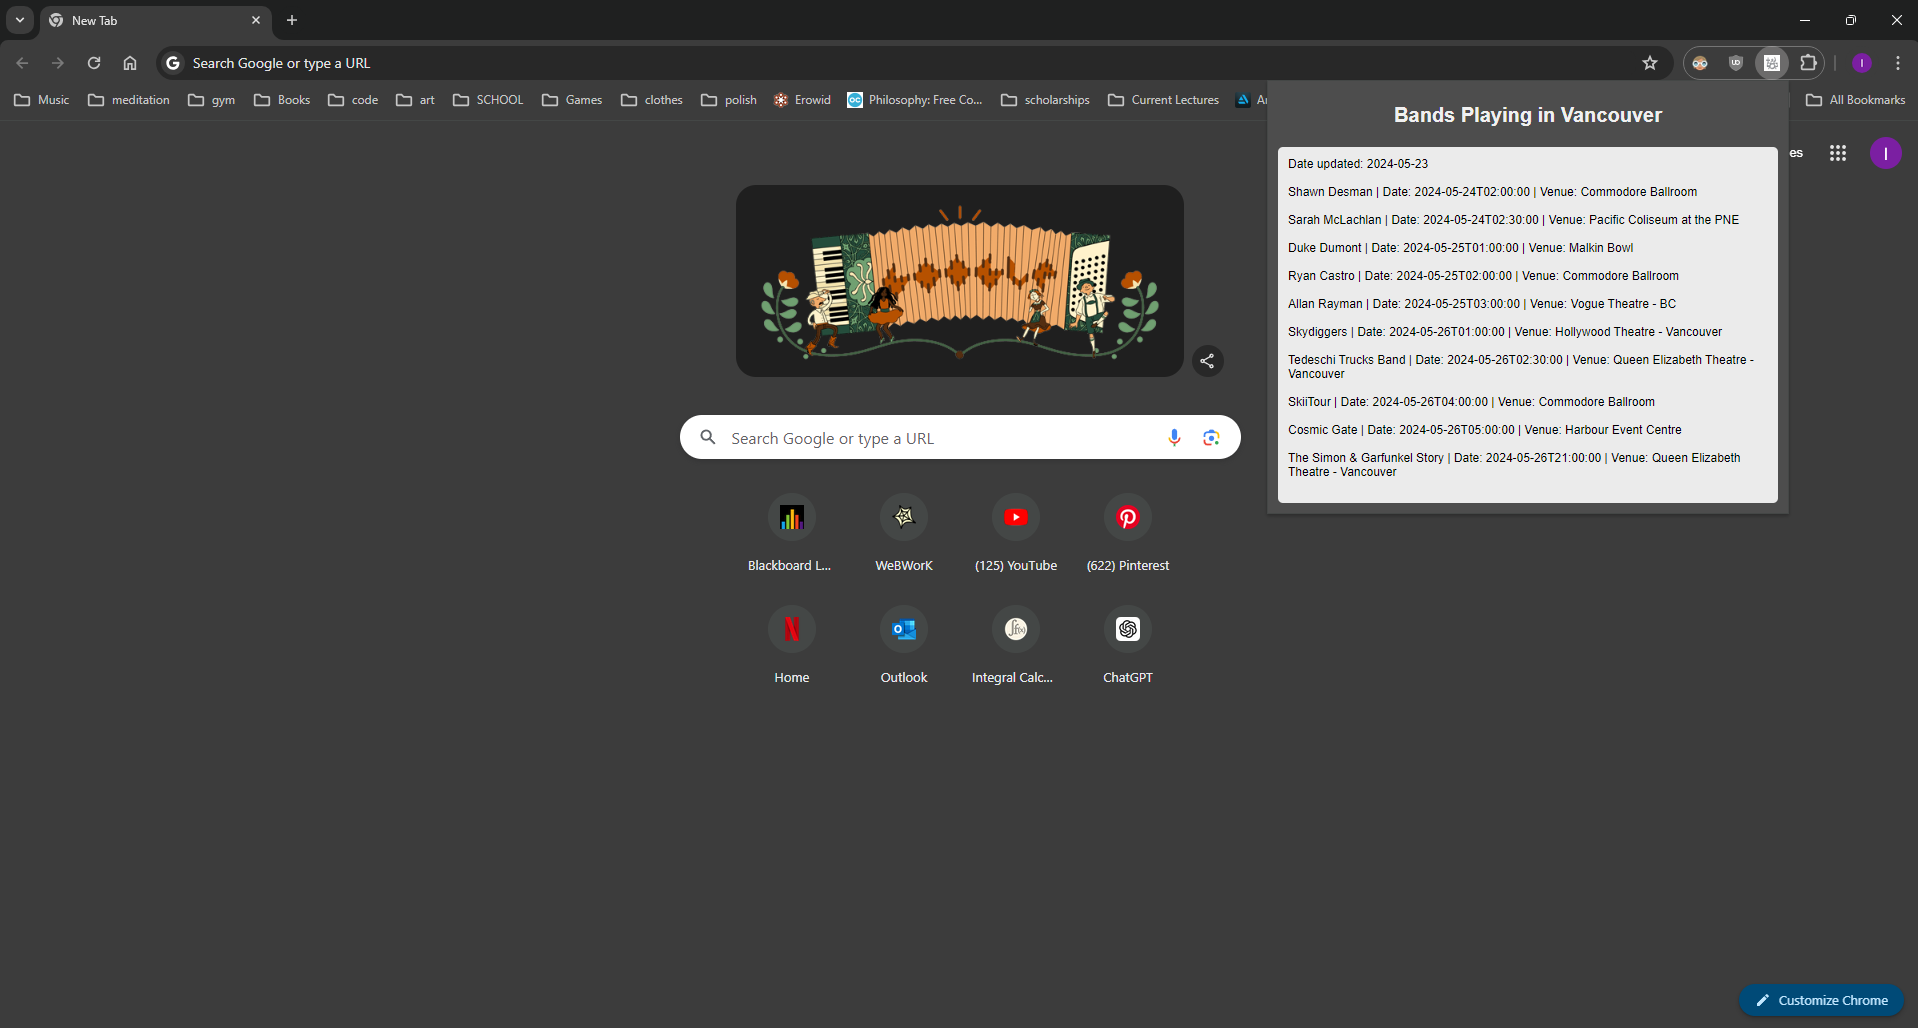 New Tab
Search Google or type a URL
Music
meditation
gym
Books
code
art
SCHOOL
Games
clothes
polish
Erowid
Philosophy: Free Co...
scholarships
Current Lectures
All Bookmarks
Bands Playing in Vancouver
Date updated: 2024-05-23
Shawn Desman | Date: 2024-05-24T02:00:00 | Venue: Commodore Ballroom
Sarah McLachlan | Date: 2024-05-24T02:30:00 | Venue: Pacific Coliseum at the PNE
Duke Dumont | Date: 2024-05-25T01:00:00 | Venue: Malkin Bowl
Ryan Castro | Date: 2024-05-25T02:00:00 | Venue: Commodore Ballroom
Allan Rayman | Date: 2024-05-25T03:00:00 | Venue: Vogue Theatre - BC
Skydiggers | Date: 2024-05-26T01:00:00 | Venue: Hollywood Theatre - Vancouver
Tedeschi Trucks Band | Date: 2024-05-26T02:30:00 | Venue: Queen Elizabeth Theatre -
Vancouver
SkiiTour | Date: 2024-05-26T04:00:00 | Venue: Commodore Ballroom
Cosmic Gate | Date: 2024-05-26T05:00:00 | Venue: Harbour Event Centre
The Simon & Garfunkel Story | Date: 2024-05-26T21:00:00 | Venue: Queen Elizabeth
Theatre - Vancouver
es
I
Search Google or type a URL
Blackboard L...
WeBWorK
(125) YouTube
(622) Pinterest
Home
Outlook
Integral Calc...
ChatGPT
Customize Chrome